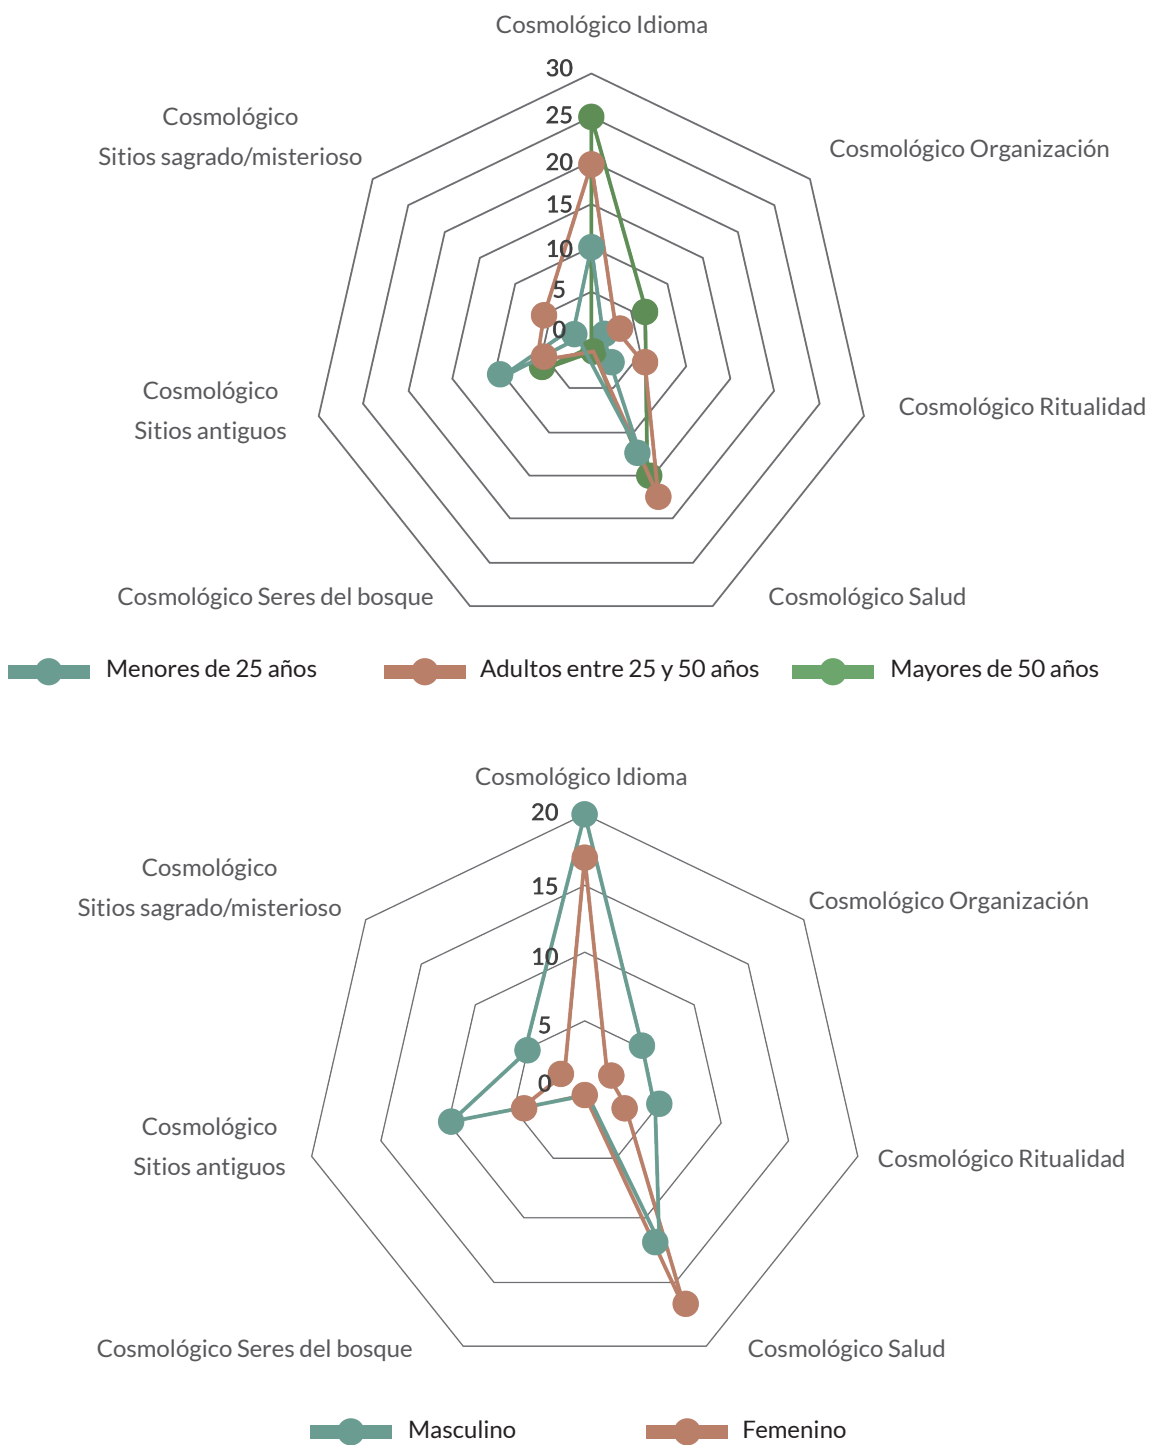 Cosmológico Idioma
30
25
20
15
10
5
0
Cosmológico
Sitios sagrado/misterioso
Cosmológico Organización
Cosmológico
Sitios antiguos
Cosmológico Ritualidad
Cosmológico Seres del bosque
Cosmológico Salud
Menores de 25 años
Adultos entre 25 y 50 años
Mayores de 50 años
Cosmológico Idioma
20
15
10
5
0
Cosmológico
Sitios sagrado/misterioso
Cosmológico Organización
Cosmológico
Sitios antiguos
Cosmológico Ritualidad
Cosmológico Seres del bosque
Cosmológico Salud
Masculino
Femenino